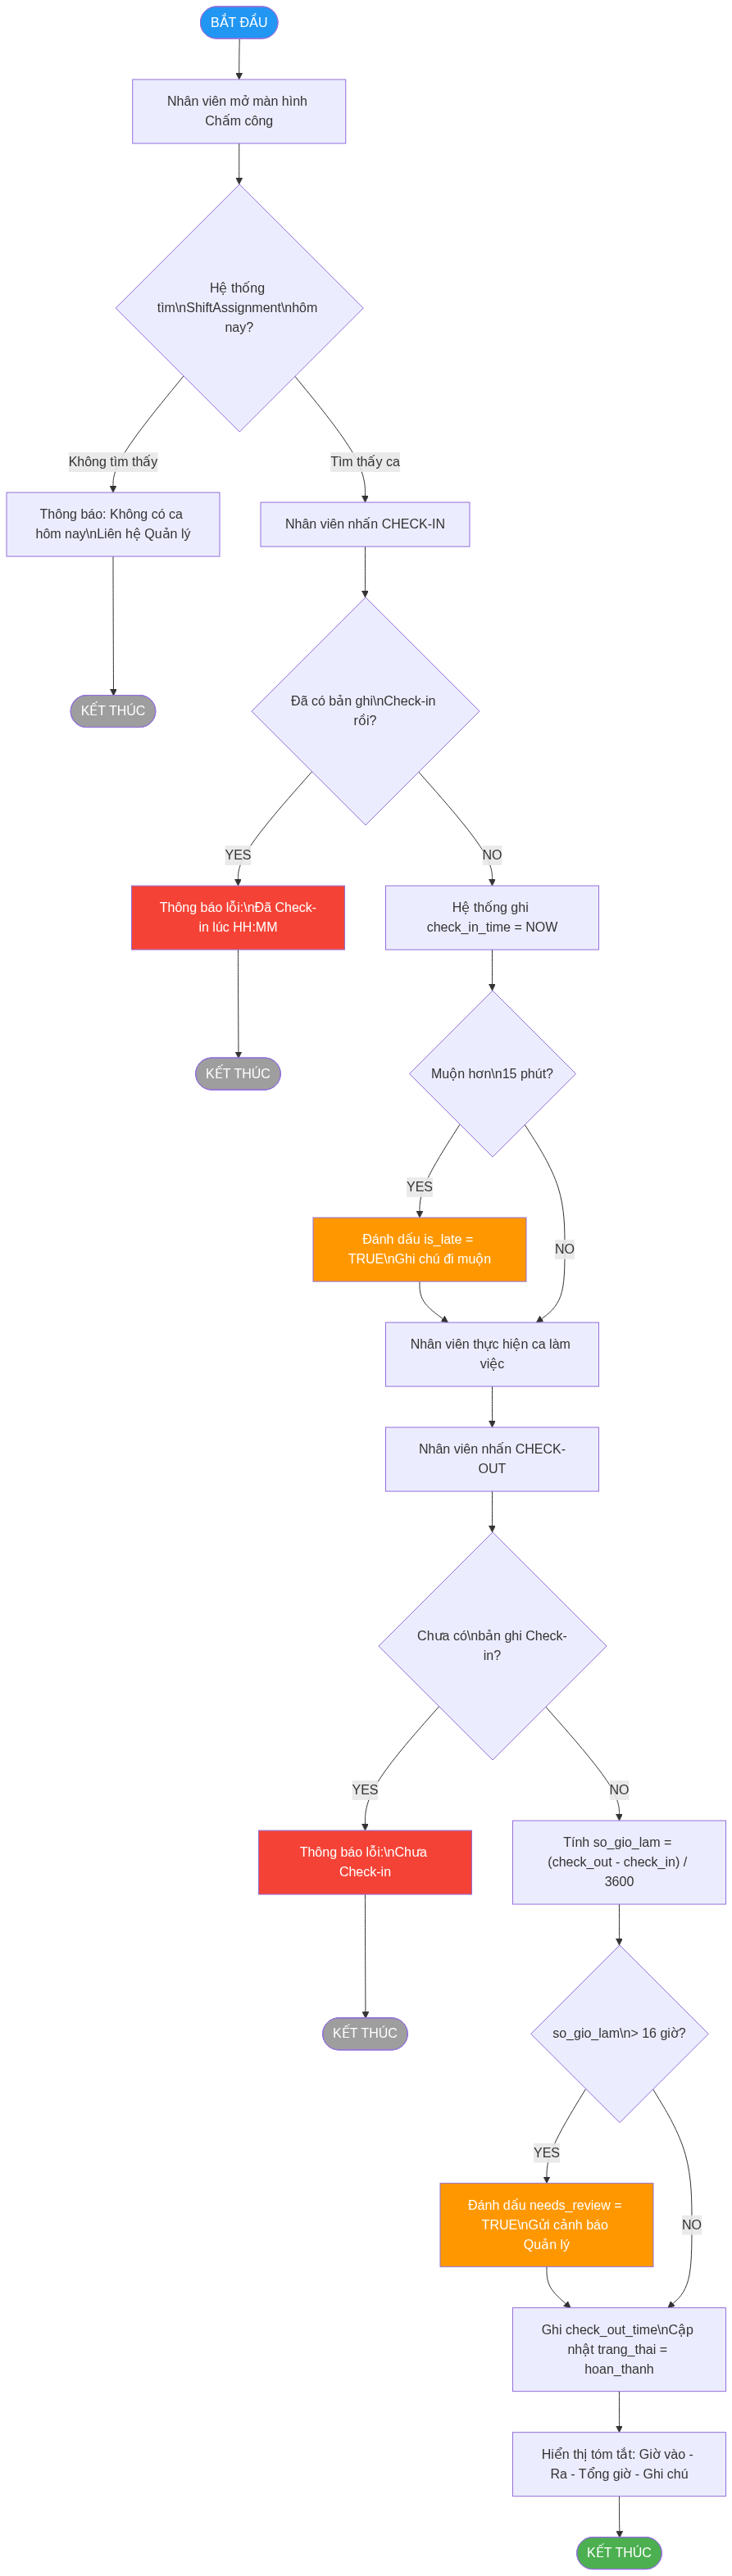 BẮT ĐẦU
Nhân viên mở màn hình
Chấm công
Hệ thống
tìm\nShiftAssignment\nhôm
nay?
Không tìm thấy
Tìm thấy ca
Thông báo: Không có ca
hôm nay\nLiên hệ Quản lý
Nhân viên nhấn CHECK-IN
KẾT THÚC
Đã có bản ghi\nCheck-in
rồi?
YES
NO
Thông báo lỗi:\nĐã Check-
in lúc HH:MM
Hệ thống ghi
check_in_time = NOW
KẾT THÚC
Muộn hơn\n15 phút?
YES
NO
Đánh dấu is_late =
TRUE\nGhi chú đi muộn
Nhân viên thực hiện ca làm
việc
Nhân viên nhấn CHECK-
OUT
Chưa có\nbản ghi Check-
in?
YES
NO
Thông báo lỗi:\nChưa
Check-in
Tính so_gio_lam =
(check_out - check_in) /
3600
KẾT THÚC
so_gio_lam\n> 16 giờ?
YES
NO
Đánh dấu needs_review =
TRUE\nGửi cảnh báo
Quản lý
Ghi check_out_time\nCập
nhật trang_thai =
hoan_thanh
Hiển thị tóm tắt: Giờ vào -
Ra - Tổng giờ - Ghi chú
KẾT THÚC